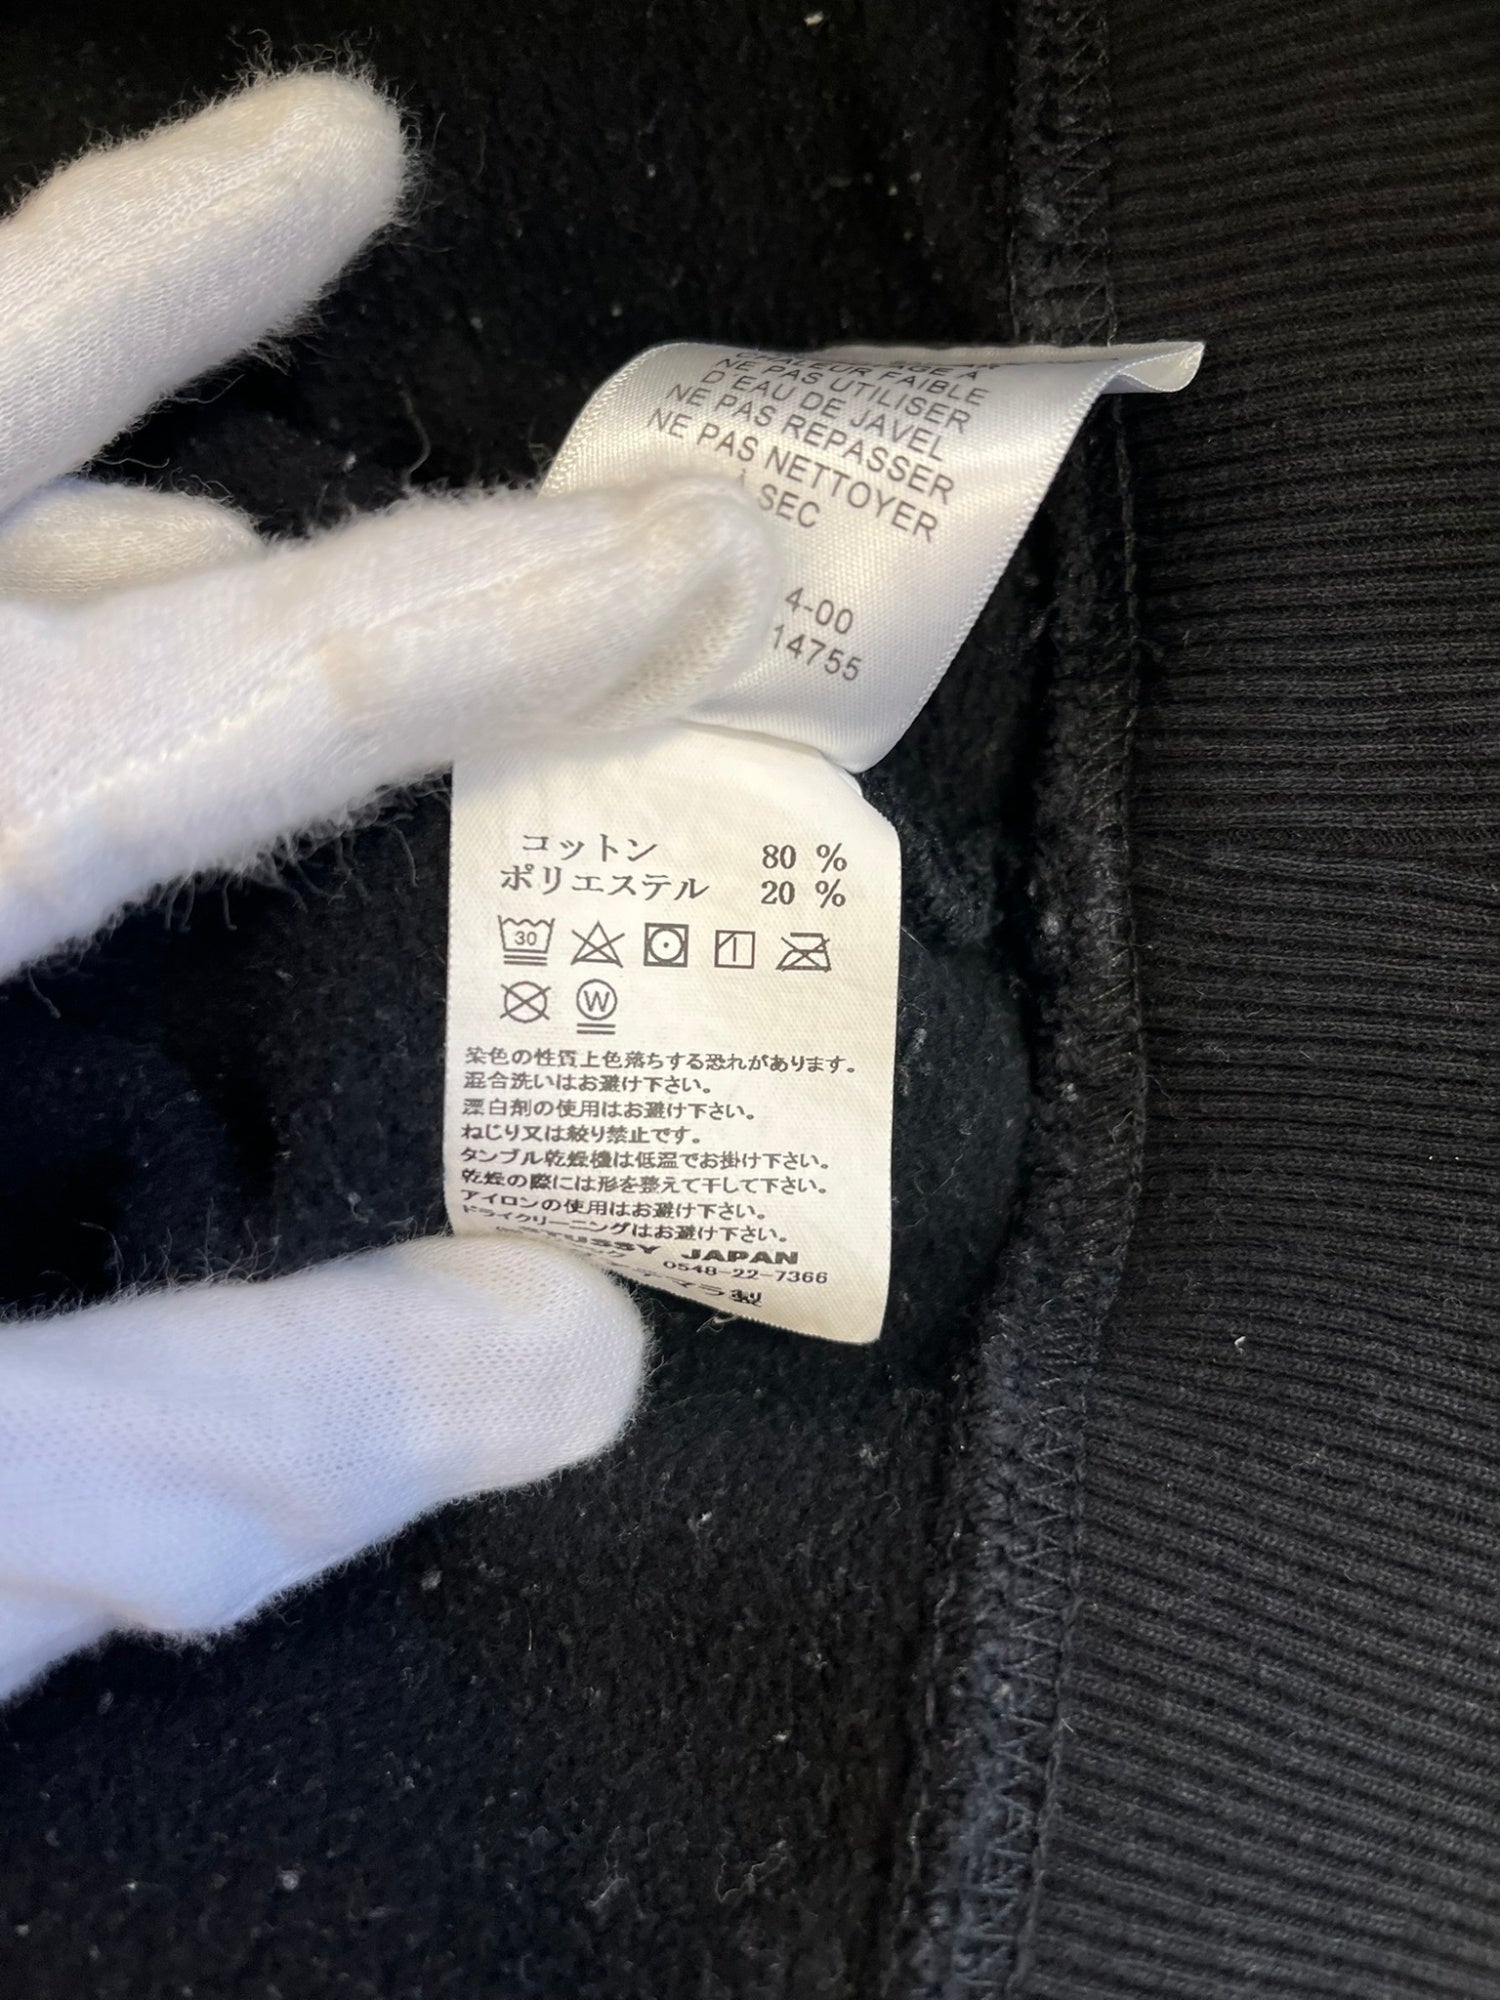 NE PAS UTILISER
D'EAU DE JAVEL
NE PAS REPASSER
NE PAS NETTOYER
SEC
4-00
14755
コットン 80 %
ポリエステル 20 %
30
W
染色の性質上色落ちする恐れがあります。
混合洗いはお避け下さい。
漂白剤の使用はお避け下さい。
ねじり又は絞り禁止です。
タンブル乾燥機は低温でお掛け下さい。
乾燥の際には形を整えて干して下さい。
アイロンの使用はお避け下さい。
ドライクリーニングはお避け下さい。
STUSSY JAPAN
0548-22-7366
テマラ製